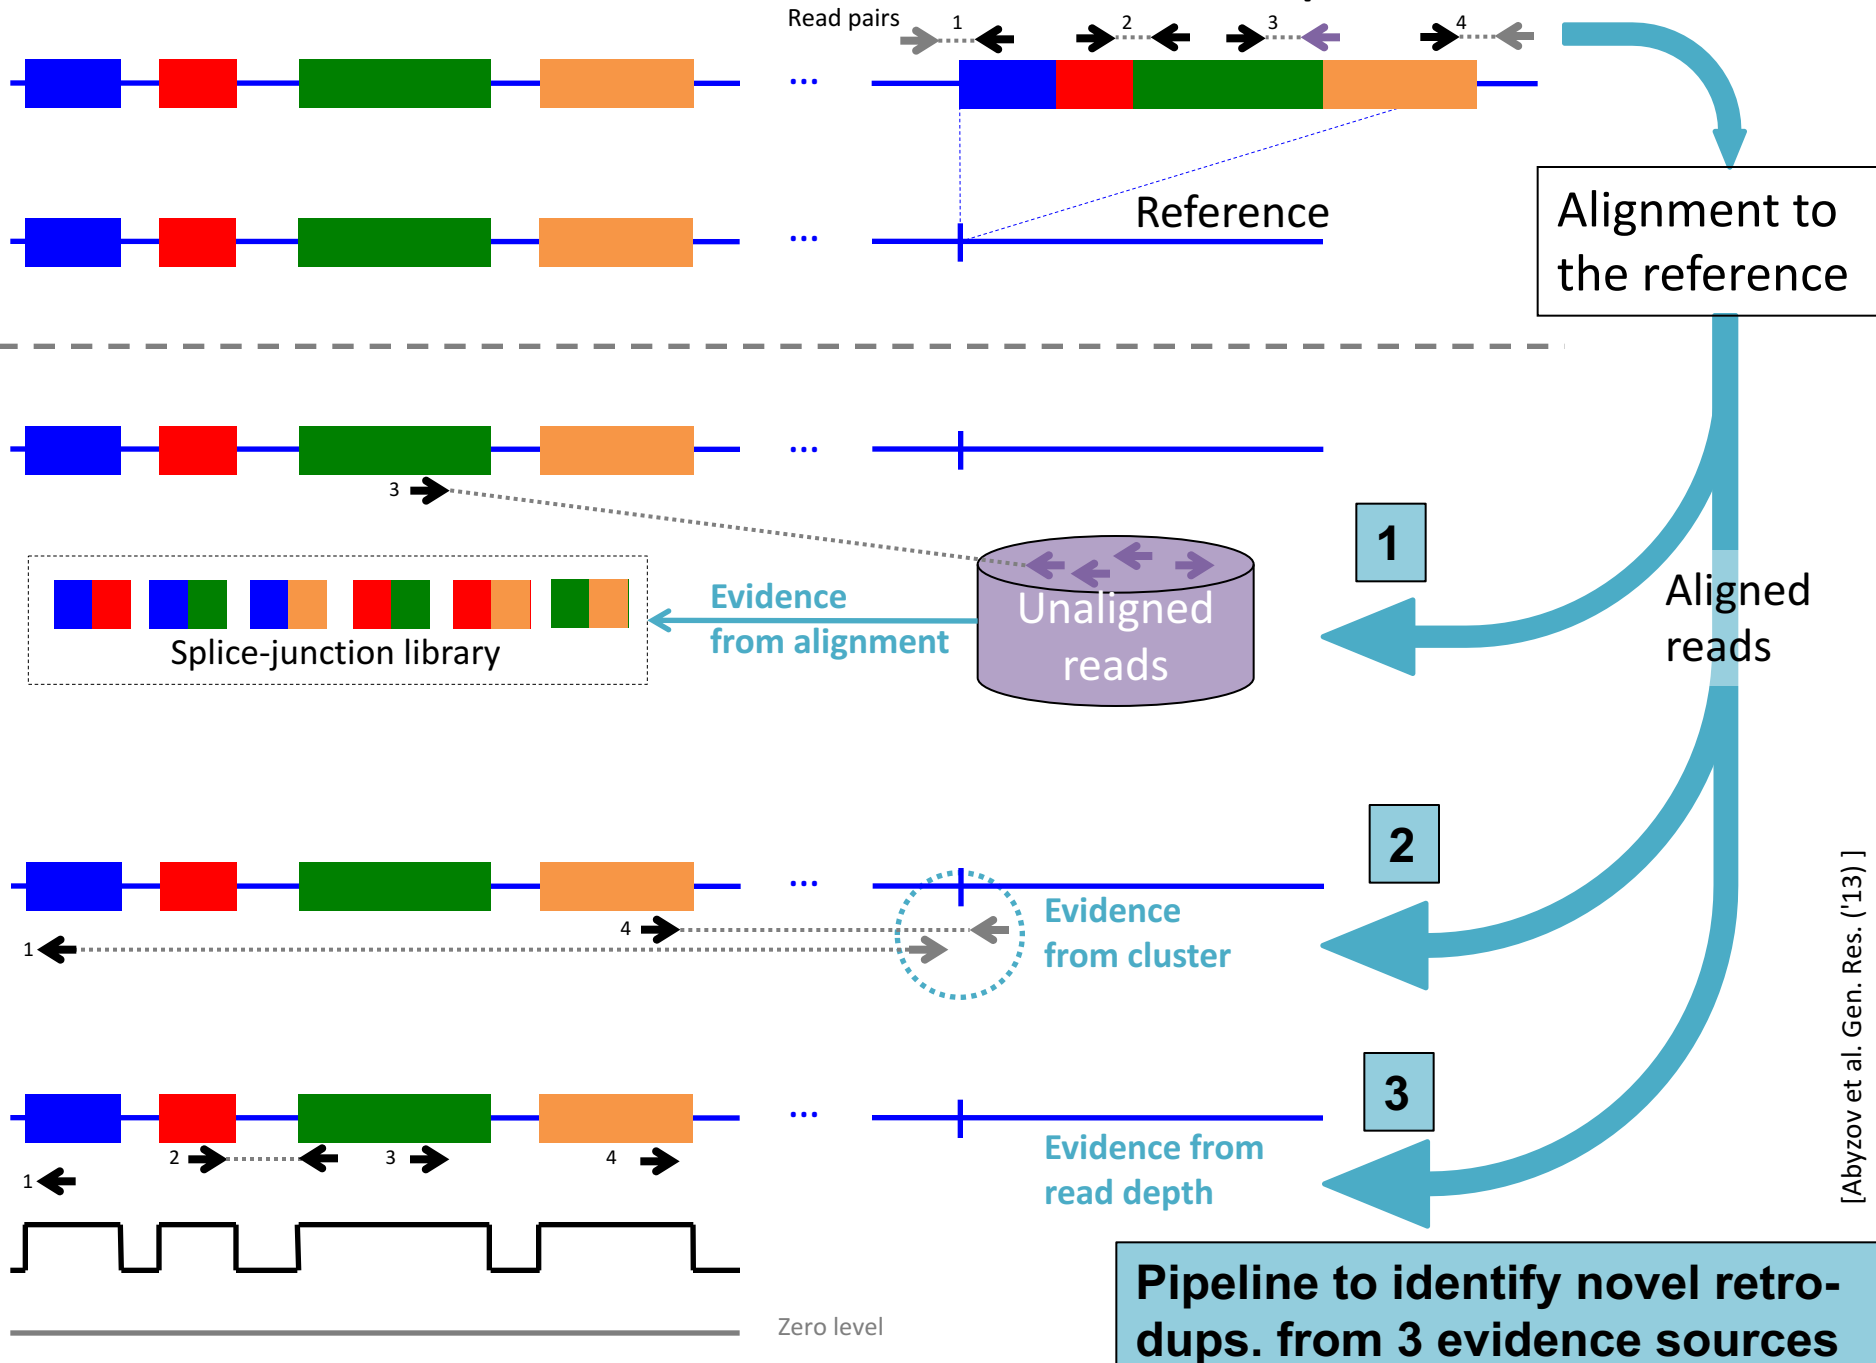 Read pairs
1
2
3
4
...
Reference
...
Alignment to
the reference
...
3
1
Aligned
reads
Evidence
from alignment
Unaligned
reads
Splice-junction library
2
...
4
1
Evidence
from cluster
[Abyzov et al. Gen. Res. ('13) ]
3
...
2
3
4
1
Evidence from
read depth
Zero level
Pipeline to identify novel retro-
dups. from 3 evidence sources